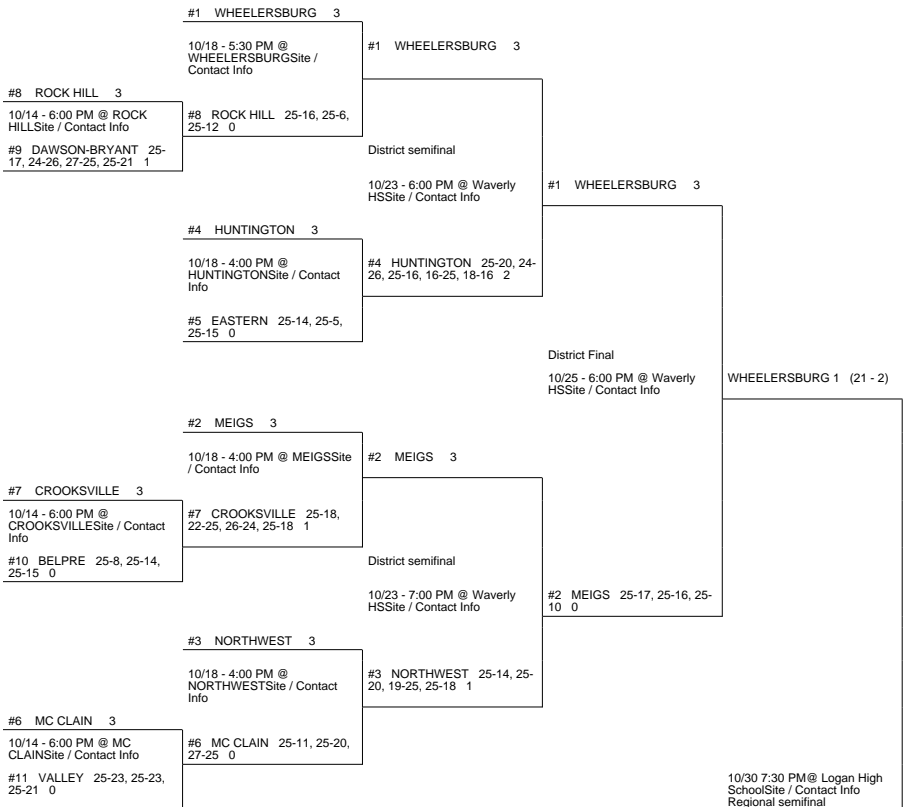 #1 WHEELERSBURG 3
10/18 - 5:30 PM @
WHEELERSBURGSite /
Contact Info
#1 WHEELERSBURG 3
#8 ROCK HILL 3
10/14 - 6:00 PM @ ROCK
HILLSite / Contact Info
#8 ROCK HILL 25-16, 25-6,
25-12 0
#9 DAWSON-BRYANT 25-
17, 24-26, 27-25, 25-21 1
District semifinal
10/23 - 6:00 PM @ Waverly
HSSite / Contact Info
#1 WHEELERSBURG 3
#4 HUNTINGTON 3
10/18 - 4:00 PM @
HUNTINGTONSite / Contact
Info
#4 HUNTINGTON 25-20, 24-
26, 25-16, 16-25, 18-16 2
#5 EASTERN 25-14, 25-5,
25-15 0
District Final
10/25 - 6:00 PM @ Waverly
HSSite / Contact Info
WHEELERSBURG 1 (21 - 2)
#2 MEIGS 3
10/18 - 4:00 PM @ MEIGSSite
/ Contact Info
#2 MEIGS 3
#7 CROOKSVILLE 3
10/14 - 6:00 PM @
CROOKSVILLESite / Contact
Info
#7 CROOKSVILLE 25-18,
22-25, 26-24, 25-18 1
#10 BELPRE 25-8, 25-14,
25-15 0
District semifinal
10/23 - 7:00 PM @ Waverly
HSSite / Contact Info
#2 MEIGS 25-17, 25-16, 25-
10 0
#3 NORTHWEST 3
10/18 - 4:00 PM @
NORTHWESTSite / Contact
Info
#3 NORTHWEST 25-14, 25-
20, 19-25, 25-18 1
#6 MC CLAIN 3
10/14 - 6:00 PM @ MC
CLAINSite / Contact Info
#6 MC CLAIN 25-11, 25-20,
27-25 0
#11 VALLEY 25-23, 25-23,
25-21 0
10/30 7:30 PM@ Logan High
SchoolSite / Contact Info
Regional semifinal